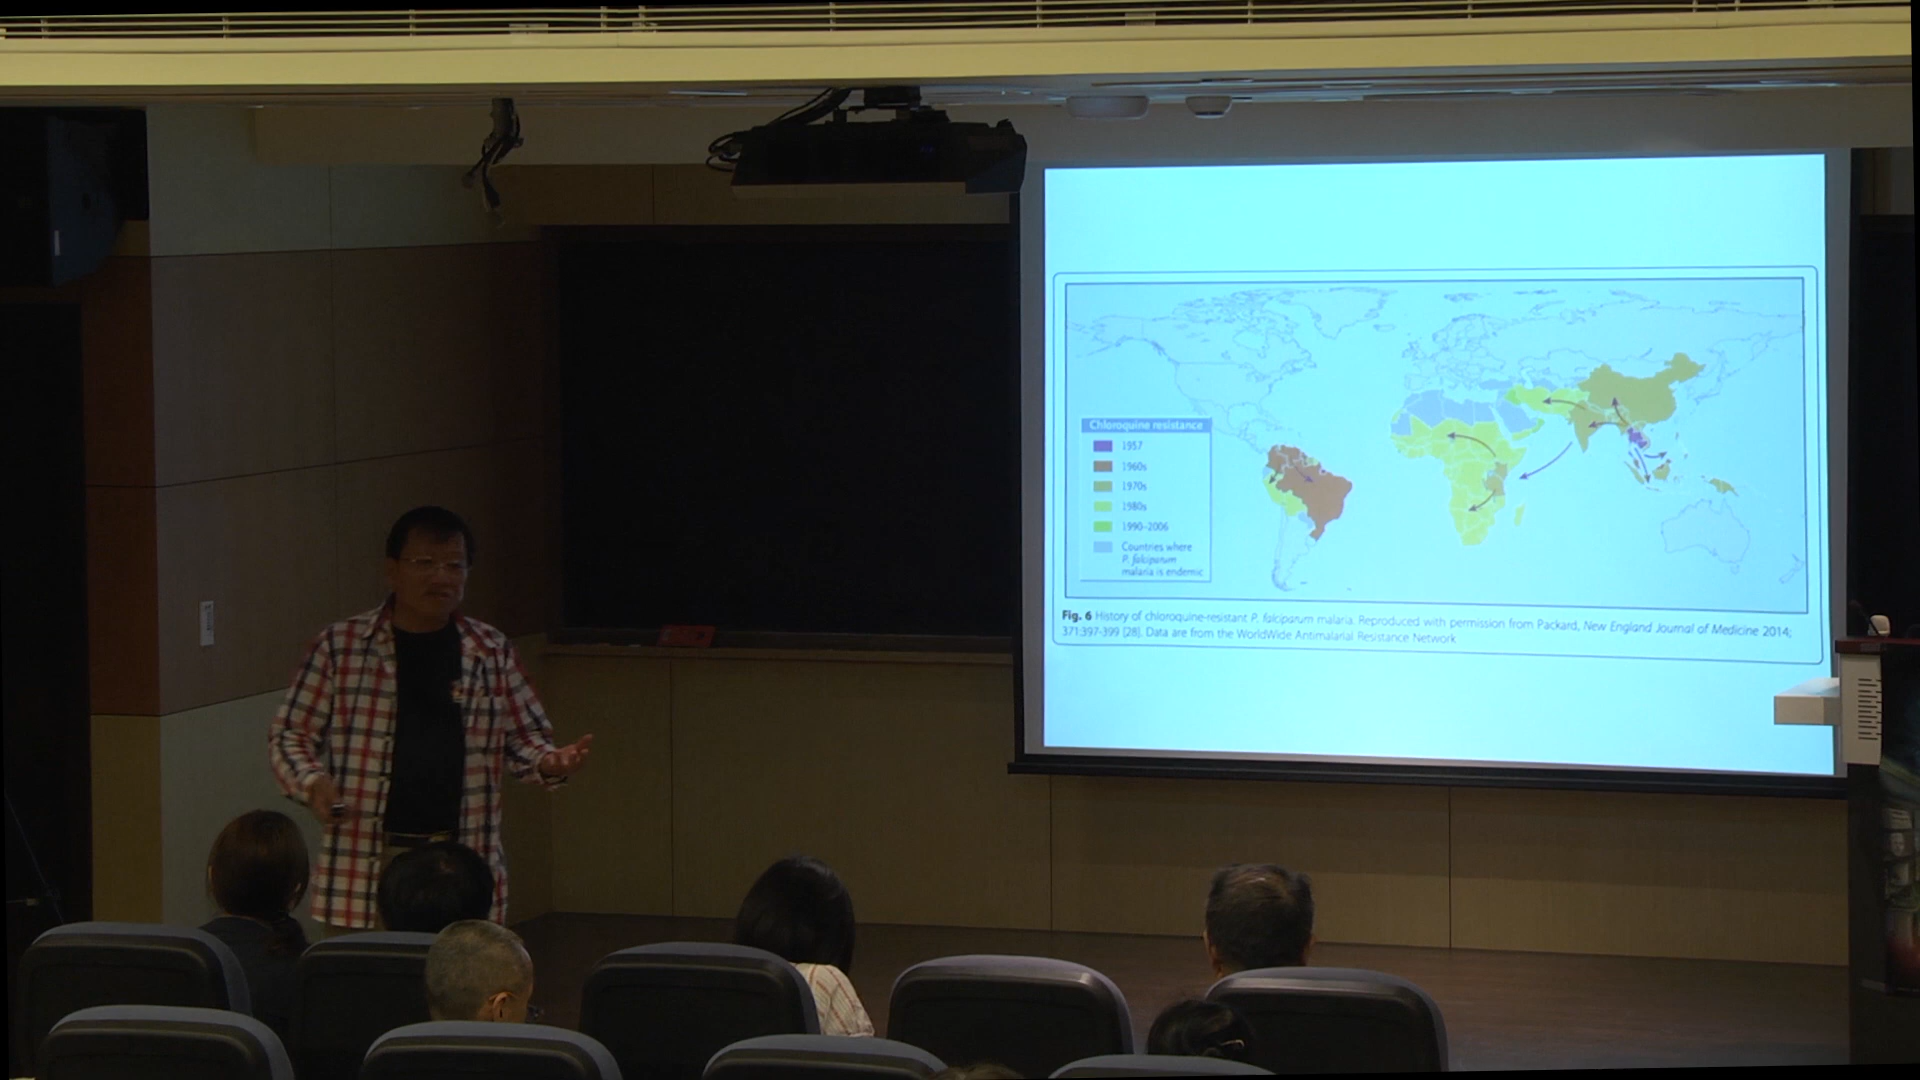 Chloroquine resistance
1957
1960s
1970s
1980s
1990–2006
Countries where
P. falciparum
malaria is endemic
Fig. 6 History of chloroquine-resistant P. falciparum malaria. Reproduced with permission from Packard, New England Journal of Medicine 2014;
371:397-399 [28]. Data are from the WorldWide Antimalarial Resistance Network